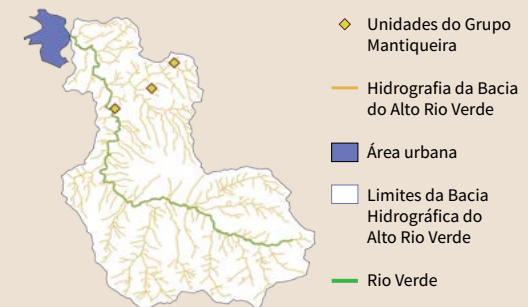 Unidades do Grupo
Mantiqueira
Hidrografia da Bacia
do Alto Rio Verde
Área urbana
Limites da Bacia
Hidrográfica do
Alto Rio Verde
Rio Verde